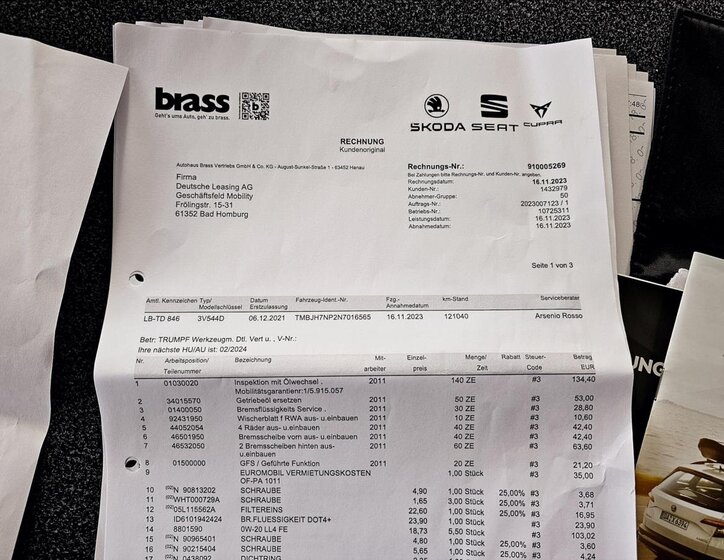 brass
Geht's ums Auto, geh' zu brass.
ŠKODA SEAT CUPRA
RECHNUNG
Kundenoriginal
Autohaus Brass Vertriebs GmbH & Co. KG - August-Sunkel-Straße 1 - 63452 Hanau
Firma
Deutsche Leasing AG
Geschäftsfeld Mobility
Frölingstr. 15-31
61352 Bad Homburg
Rechnungs-Nr.: 910005269
Bei Zahlungen bitte Rechnungs-Nr. und Kunden-Nr. angeben.
Rechnungsdatum: 16.11.2023
Kunden-Nr.: 1432979
Abnehmer-Gruppe: 50
Auftrags-Nr.: 2023007123 / 1
Betriebs-Nr.: 10725311
Leistungsdatum: 16.11.2023
Annahmedatum: 16.11.2023
Seite 1 von 3
Amtl. Kennzeichen Typ/ Modellschlüssel Datum Erstzulassung Fahrzeug-Ident.-Nr. Fzg.-Annahmedatum km-Stand Serviceberater
LB-TD 846 3V544D 06.12.2021 TMBJH7NP2N7016565 16.11.2023 121040 Arsenio Rosso
Betr: TRUMPF Werkzeugm. Dtl. Vert u. , V-Nr.:
Ihre nächste HU/AU ist: 02/2024
Nr. Arbeitsposition/ Teilenummer Bezeichnung Mit-arbeiter Einzel-preis Menge/ Zeit Rabatt Steuer-Code Betrag EUR
1 01030020 Inspektion mit Ölwechsel . 2011 140 ZE #3 134,40
Mobilitätsgarantienr:1/5.915.057
2 34015570 Getriebeöl ersetzen 2011 50 ZE #3 53,00
3 01400050 Bremsflüssigkeits Service . 2011 30 ZE #3 28,80
4 92431950 Wischerblatt f RWA aus- u.einbauen 2011 10 ZE #3 10,60
5 44052054 4 Räder aus- u.einbauen 2011 40 ZE #3 42,40
6 46501950 Bremsscheibe vorn aus- u.einbauen 2011 40 ZE #3 42,40
7 46532050 2 Bremsscheiben hinten aus- 2011 60 ZE #3 63,60
u.einbauen
8 01500000 GFS / Geführte Funktion 2011 20 ZE #3 21,20
9 EUROMOBIL VERMIETUNGSKOSTEN 1,00 Stück #3 35,00
OF-PA 1011
10 (02)N 90813202 SCHRAUBE 4,90 1,00 Stück 25,00% #3 3,68
11 (02)WHT000729A SCHRAUBE 1,65 3,00 Stück 25,00% #3 3,71
12 (02)05L115562A FILTEREINS 22,60 1,00 Stück 25,00% #3 16,95
13 ID6101942424 BR.FLUESSIGKEIT DOT4+ 23,90 1,00 Stück #3 23,90
14 8801590 0W-20 LL4 FE 18,73 5,50 Stück #3 103,02
15 (02)N 90965401 SCHRAUBE 4,80 1,00 Stück 25,00% #3 3,60
16 (02)N 90215404 SCHRAUBE 5,65 1,00 Stück 25,00% #3 4,24
17 (02)N 0438092 DICHTRING
UNG